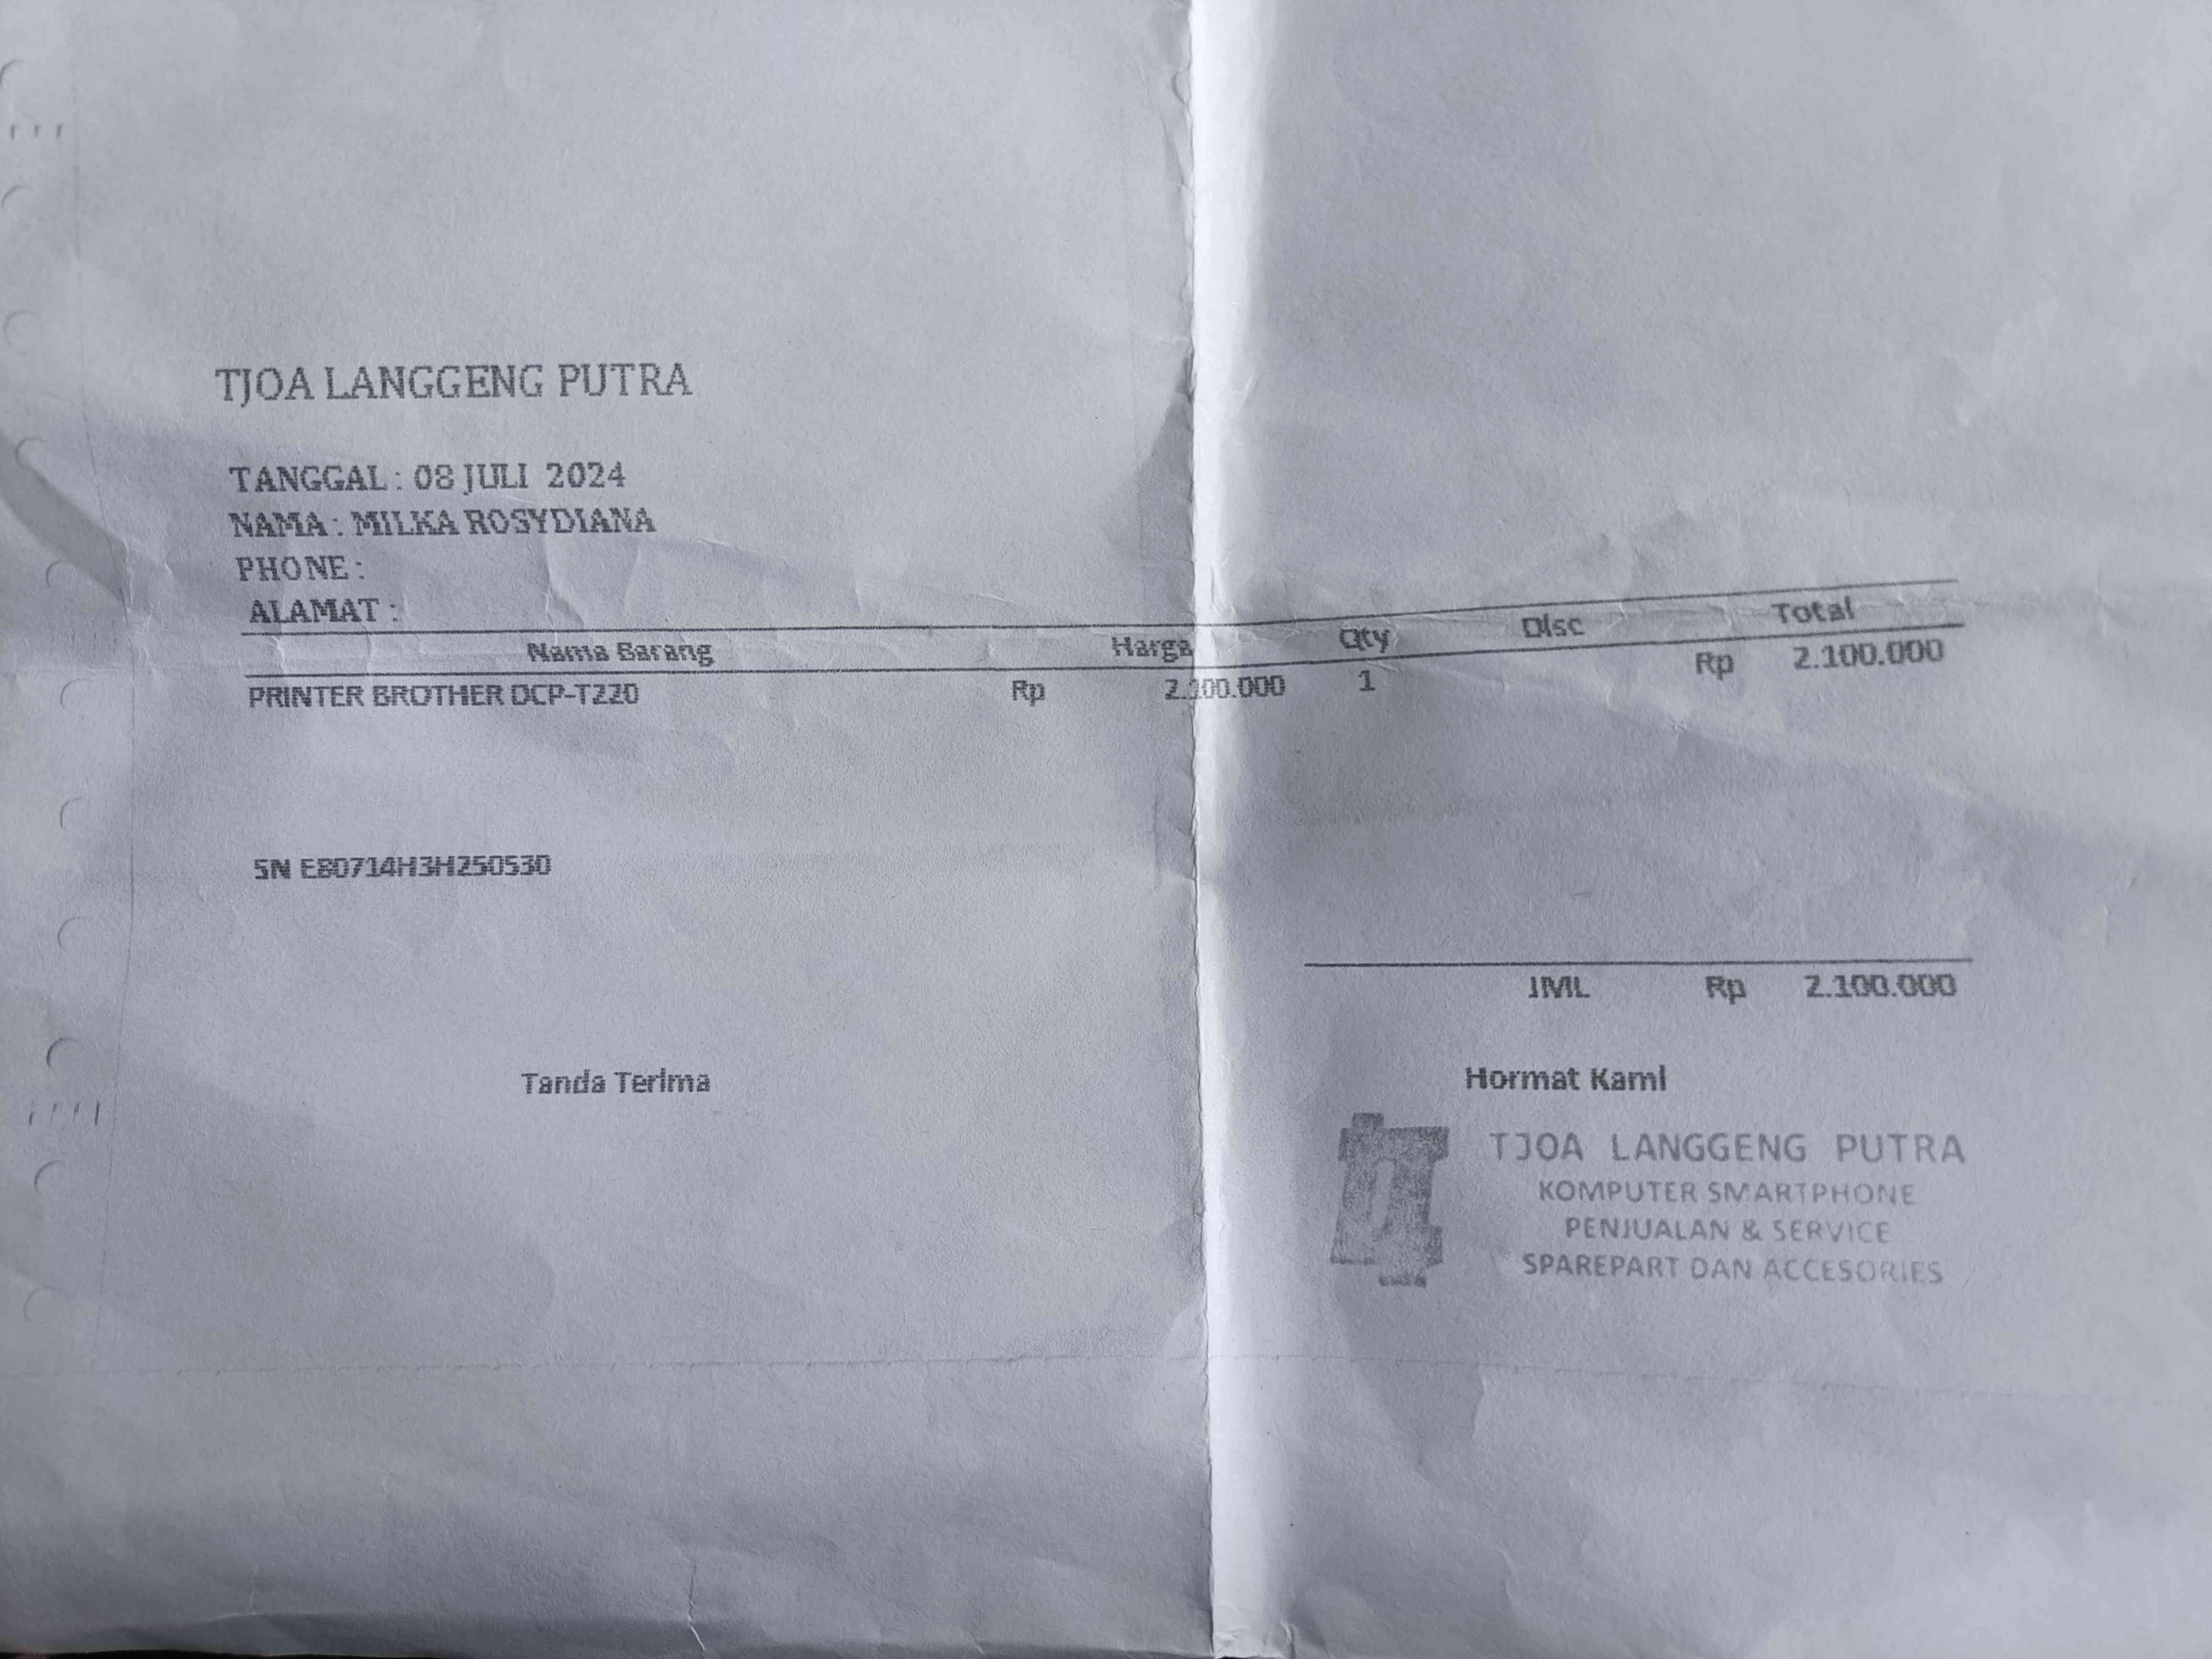 TJOA LANGGENG PUTRA
TANGGAL : 08 JULI 2024
NAMA : MILKA ROSYDIANA
PHONE :
ALAMAT :
Nama Barang Harga Qty Disc Total
PRINTER BROTHER DCP-T220 Rp 2.100.000 1 Rp 2.100.000
SN E80714H3H250530
JML Rp 2.100.000
Tanda Terima Hormat Kami
TJOA LANGGENG PUTRA
KOMPUTER SMARTPHONE
PENJUALAN & SERVICE
SPAREPART DAN ACCESORIES